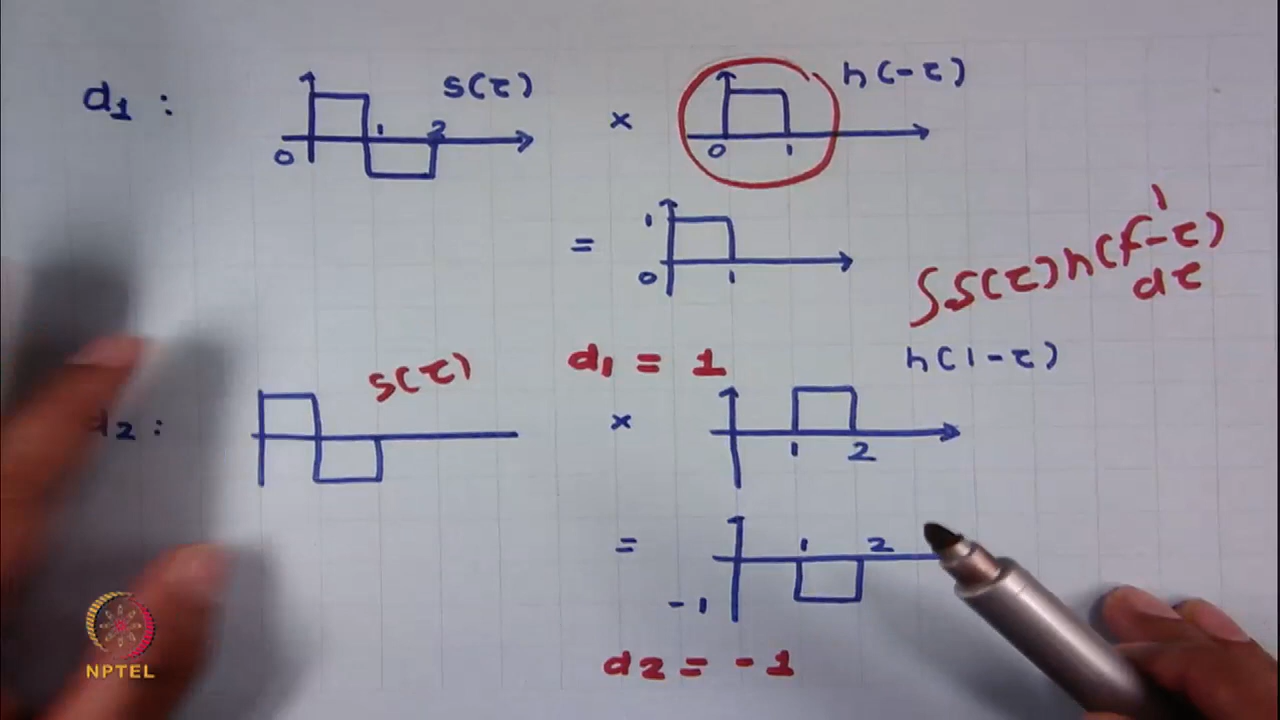 d1 : s(τ) × h(-τ)
0 1 2 0 1
= 1 0 1
∫s(τ)h(t-τ)dτ
1
d1 = 1
h(1-τ)
d2 : s(τ) ×
1 2
= 1 2
-1
d2 = -1
NPTEL